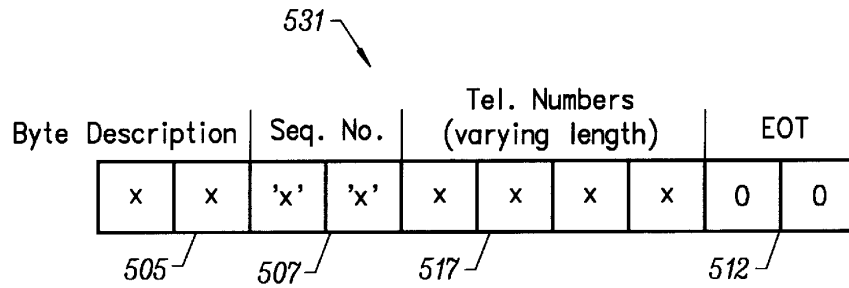 531
Tel. Numbers
Byte Description Seq. No. (varying length) EOT
x x 'x' 'x' x x x x 0 0
505 507 517 512